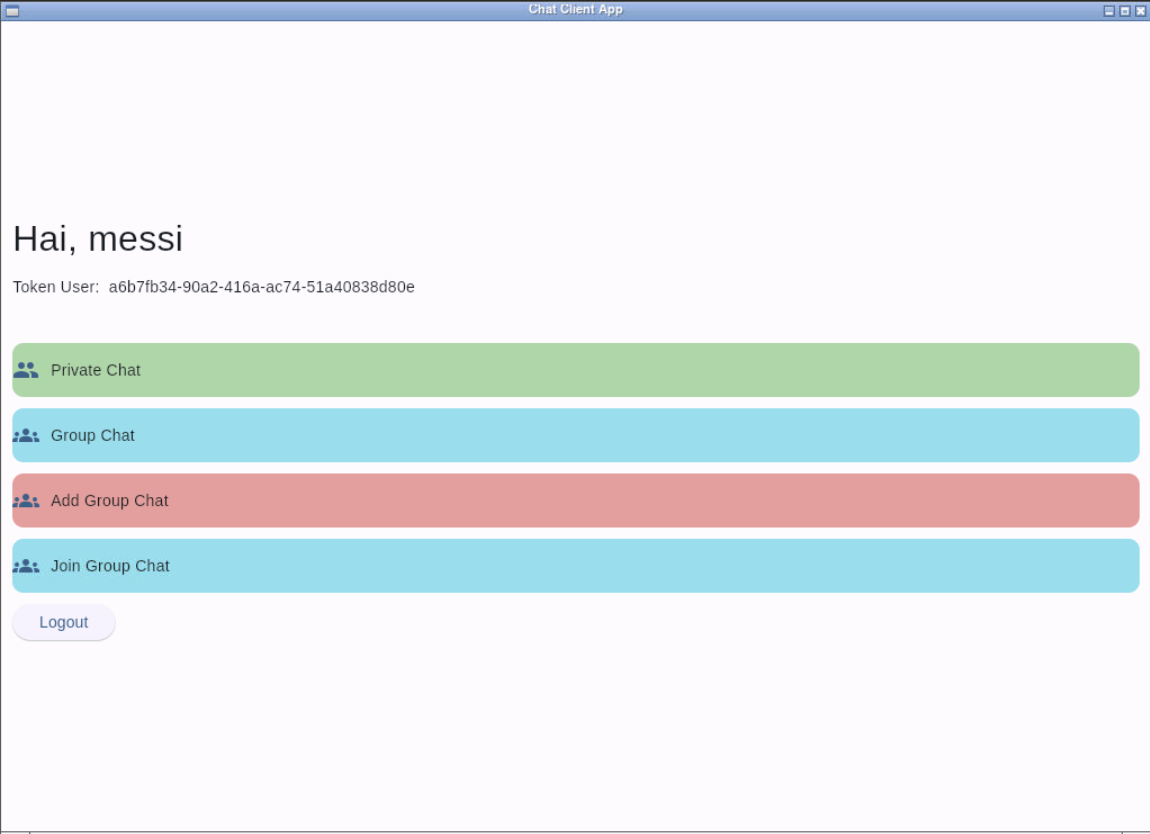 Chat Client App
Hai, messi
Token User: a6b7fb34-90a2-416a-ac74-51a40838d80e
Private Chat
Group Chat
Add Group Chat
Join Group Chat
Logout